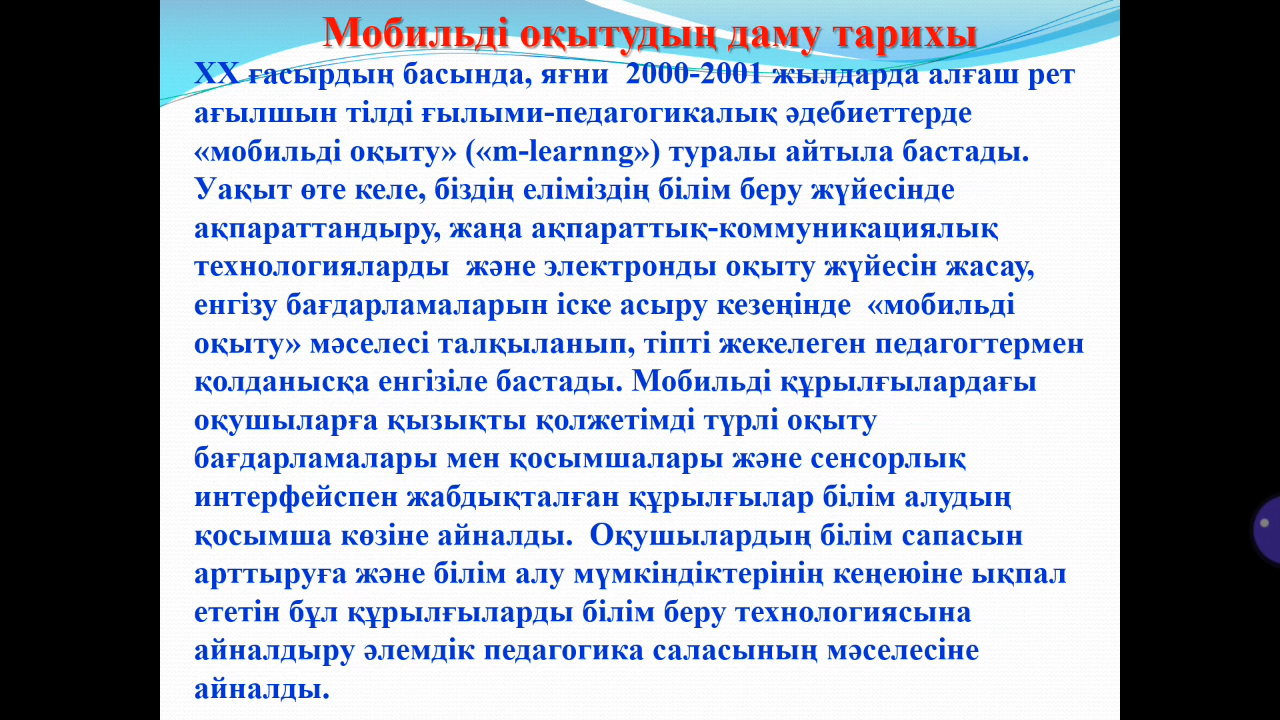 Мобильді оқытудың даму тарихы
ХХ ғасырдың басында, яғни  2000-2001 жылдарда алғаш рет
ағылшын тілді ғылыми-педагогикалық әдебиеттерде
«мобильді оқыту» («m-learnng») туралы айтыла бастады.
Уақыт өте келе, біздің еліміздің білім беру жүйесінде
ақпараттандыру, жаңа ақпараттық-коммуникациялық
технологияларды  және электронды оқыту жүйесін жасау,
енгізу бағдарламаларын іске асыру кезеңінде  «мобильді
оқыту» мәселесі талқыланып, тіпті жекелеген педагогтермен
қолданысқа енгізіле бастады. Мобильді құрылғылардағы
оқушыларға қызықты қолжетімді түрлі оқыту
бағдарламалары мен қосымшалары және сенсорлық
интерфейспен жабдықталған құрылғылар білім алудың
қосымша көзіне айналды.  Оқушылардың білім сапасын
арттыруға және білім алу мүмкіндіктерінің кеңеюіне ықпал
ететін бұл құрылғыларды білім беру технологиясына
айналдыру әлемдік педагогика саласының мәселесіне
айналды.